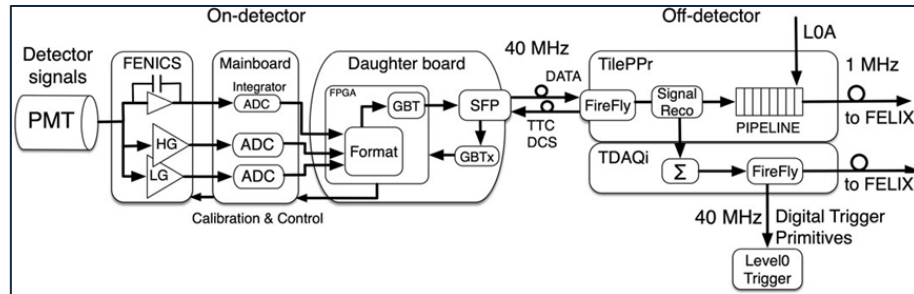 On-detector
Off-detector
Detector
signals
PMT
FENICS
HG
LG
Mainboard
Integrator
ADC
ADC
ADC
Calibration & Control
Daughter board
FPGA
GBT
Format
SFP
GBTx
40 MHz
DATA
TTC
DCS
L0A
TilePPr
FireFly
Signal
Reco
PIPELINE
1 MHz
to FELIX
TDAQi
Σ
FireFly
to FELIX
40 MHz
Digital Trigger
Primitives
Level0
Trigger